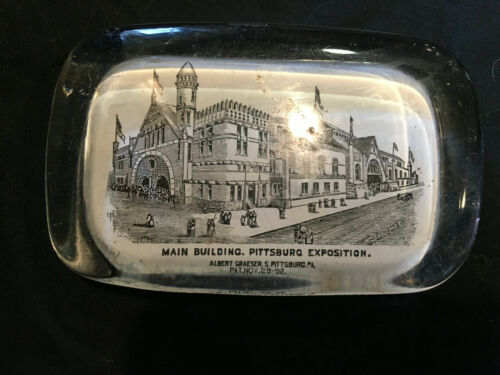 MAIN BUILDING. PITTSBURG EXPOSITION.
ALBERT GRAESER, S. PITTSBURG, PA.
PAT. NOV. 29-92.